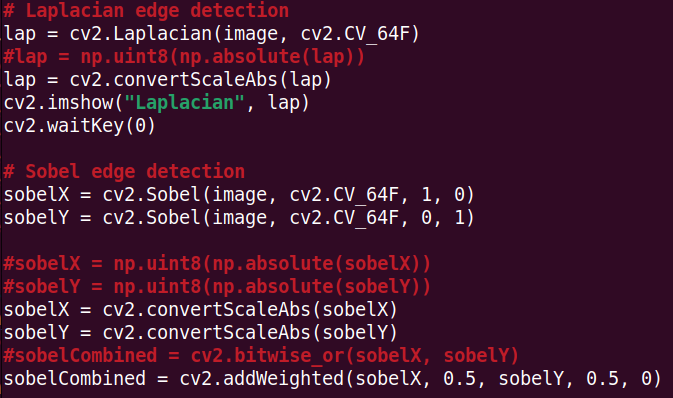 # Laplacian edge detection
lap = cv2.Laplacian(image, cv2.CV_64F)
#lap = np.uint8(np.absolute(lap))
lap = cv2.convertScaleAbs(lap)
cv2.imshow("Laplacian", lap)
cv2.waitKey(0)

# Sobel edge detection
sobelX = cv2.Sobel(image, cv2.CV_64F, 1, 0)
sobelY = cv2.Sobel(image, cv2.CV_64F, 0, 1)

#sobelX = np.uint8(np.absolute(sobelX))
#sobelY = np.uint8(np.absolute(sobelY))
sobelX = cv2.convertScaleAbs(sobelX)
sobelY = cv2.convertScaleAbs(sobelY)
#sobelCombined = cv2.bitwise_or(sobelX, sobelY)
sobelCombined = cv2.addWeighted(sobelX, 0.5, sobelY, 0.5, 0)